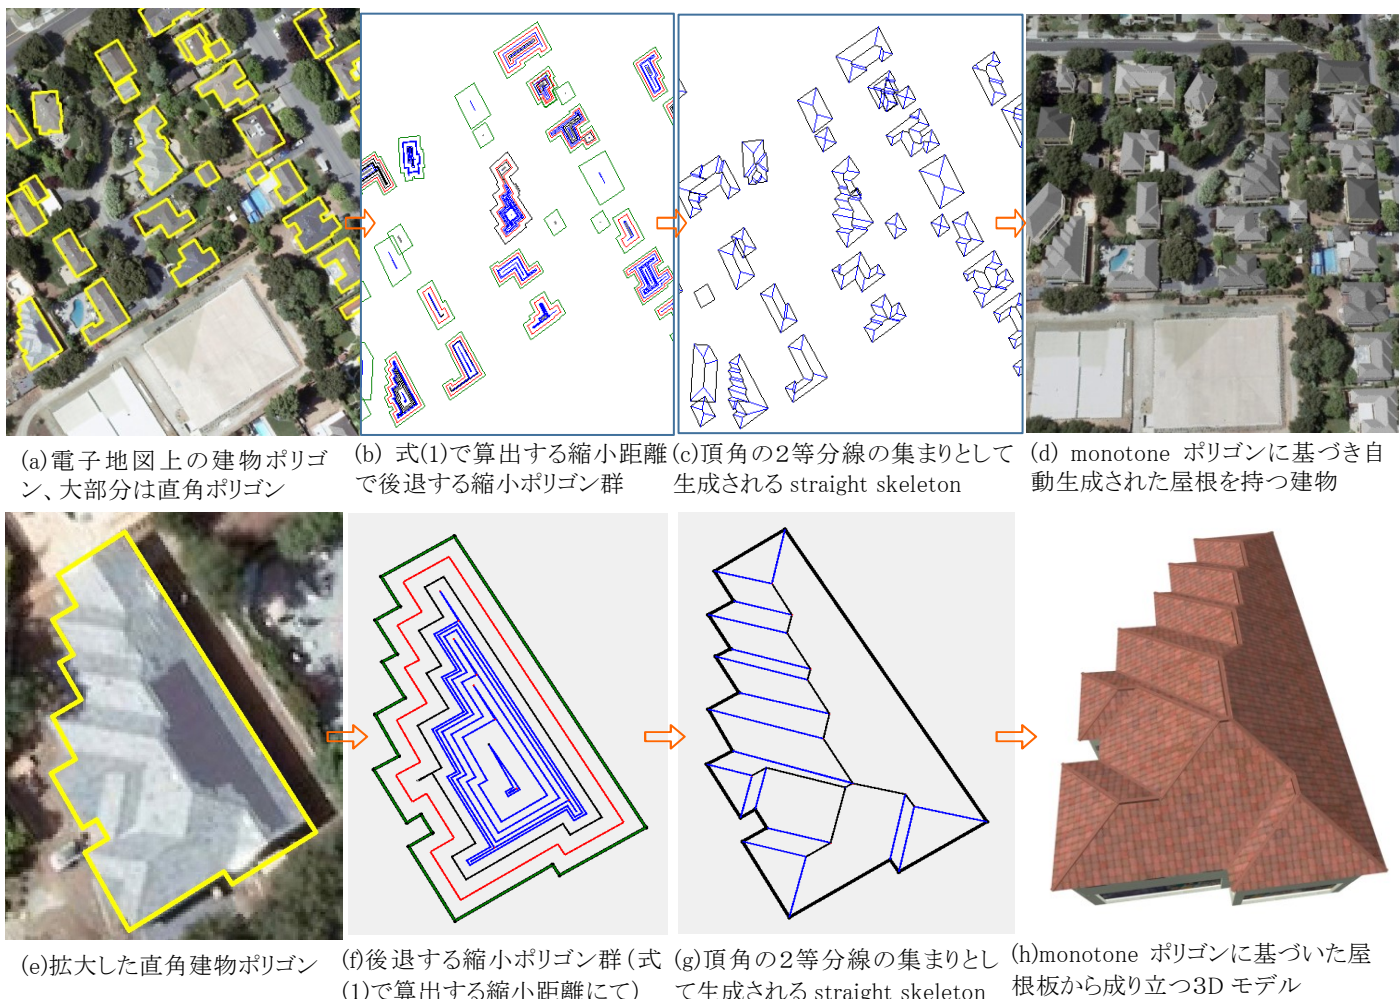 (a)電子地図上の建物ポリゴ
ン、大部分は直角ポリゴン
(b) 式(1)で算出する縮小距離
で後退する縮小ポリゴン群
(c)頂角の2等分線の集まりとして
生成される straight skeleton
(d) monotone ポリゴンに基づき自
動生成された屋根を持つ建物
(e)拡大した直角建物ポリゴン
(f)後退する縮小ポリゴン群(式
(1)で算出する縮小距離にて)
(g)頂角の2等分線の集まりとし
て生成される straight skeleton
(h)monotone ポリゴンに基づいた屋
根板から成り立つ3D モデル